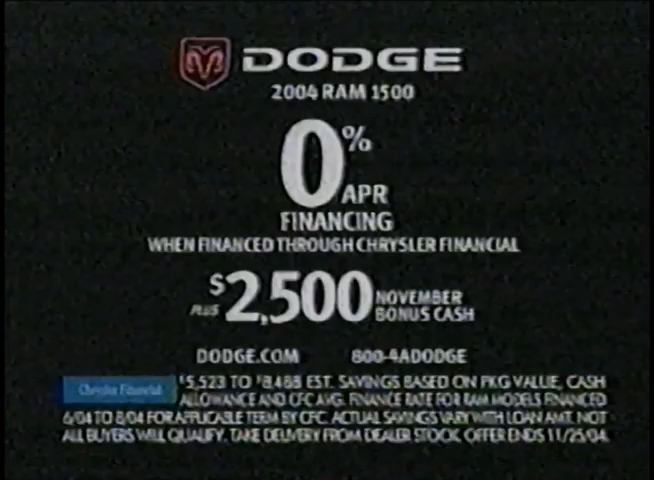 DODGE
2004 RAM 1500
0%
APR
FINANCING
WHEN FINANCED THROUGH CHRYSLER FINANCIAL
PLUS $2,500 NOVEMBER
BONUS CASH
DODGE.COM 800-4ADODGE
Chrysler Financial
$5,523 TO $8,488 EST. SAVINGS BASED ON PKG VALUE, CASH
ALLOWANCE AND CFC AVG. FINANCE RATE FOR RAM MODELS FINANCED
6/04 TO 8/04 FOR APPLICABLE TERM BY CFC. ACTUAL SAVINGS VARY WITH LOAN AMT. NOT
ALL BUYERS WILL QUALIFY. TAKE DELIVERY FROM DEALER STOCK. OFFER ENDS 11/25/04.